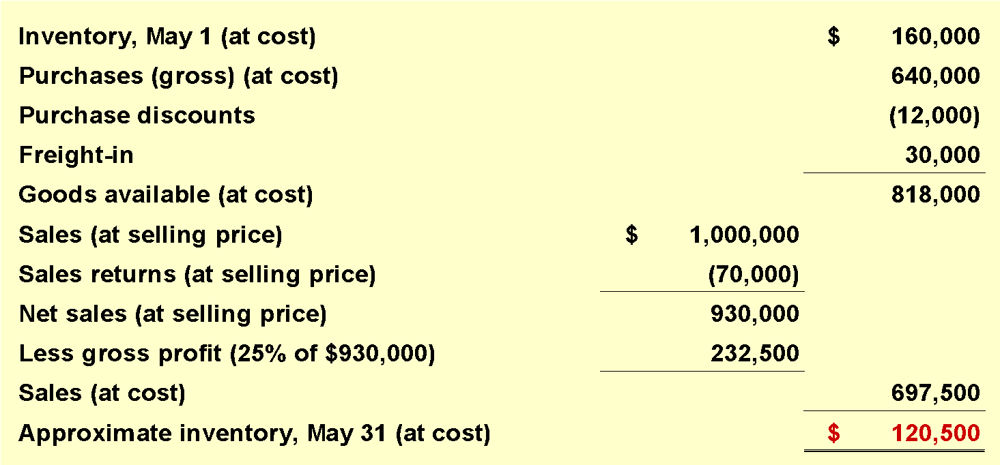 Inventory, May 1 (at cost) $ 160,000
Purchases (gross) (at cost) 640,000
Purchase discounts (12,000)
Freight-in 30,000
Goods available (at cost) 818,000
Sales (at selling price) $ 1,000,000
Sales returns (at selling price) (70,000)
Net sales (at selling price) 930,000
Less gross profit (25% of $930,000) 232,500
Sales (at cost) 697,500
Approximate inventory, May 31 (at cost) $ 120,500